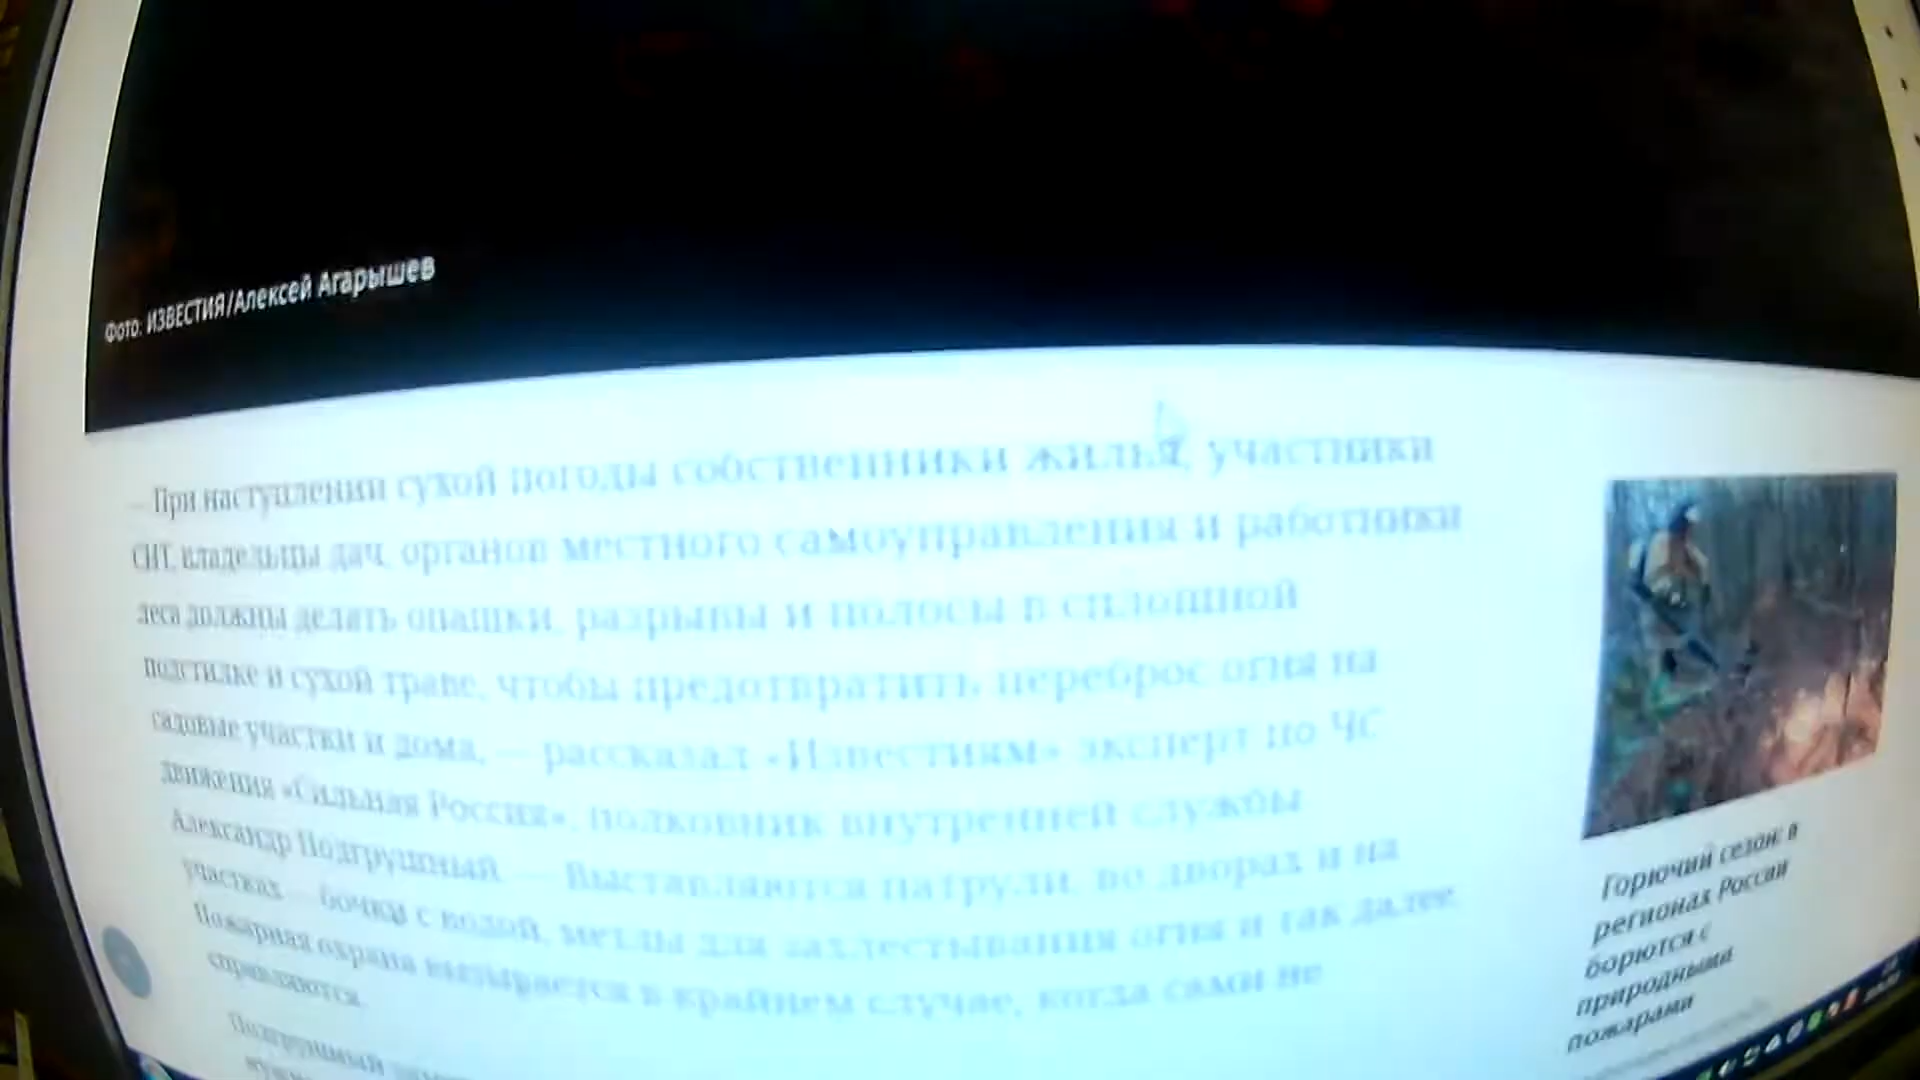 Фото: ИЗВЕСТИЯ/Алексей Агарышев
— При наступлении сухой погоды собственники жилья, участники
СНТ, владельцы дач, органов местного самоуправления и работники
леса должны делать опашки, разрывы и полосы в сплошной
подстилке и сухой траве, чтобы предотвратить переброс огня на
садовые участки и дома, — рассказал «Известиям» эксперт по ЧС
движения «Сильная Россия», полковник внутренней службы
Александр Подгрушный. — Выставляются патрули, во дворах и на
участках — бочки с водой, метлы для захлестывания огня и так далее.
Пожарная охрана вызывается в крайнем случае, когда сами не
справляются.
Подгрушный
Горючий сезон: в
регионах России
борются с
природными
пожарами